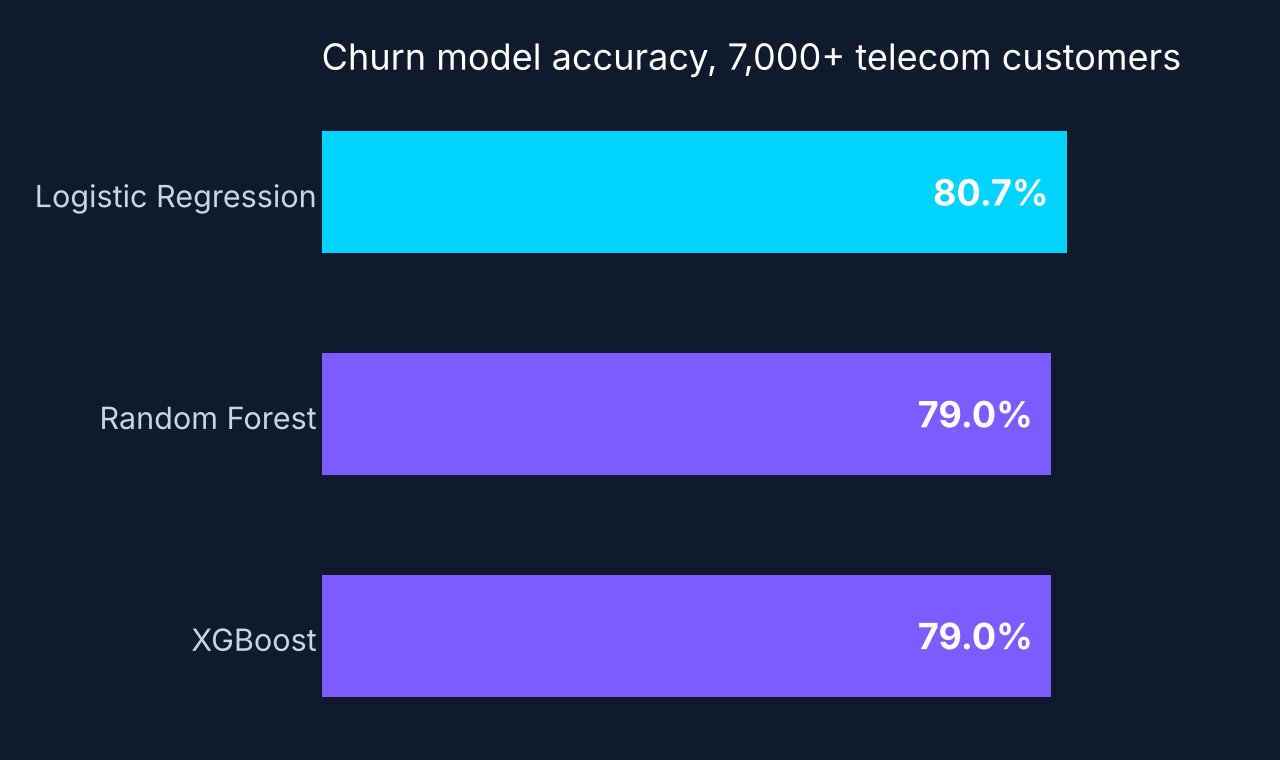 Churn model accuracy, 7,000+ telecom customers
Logistic Regression 80.7%
Random Forest 79.0%
XGBoost 79.0%